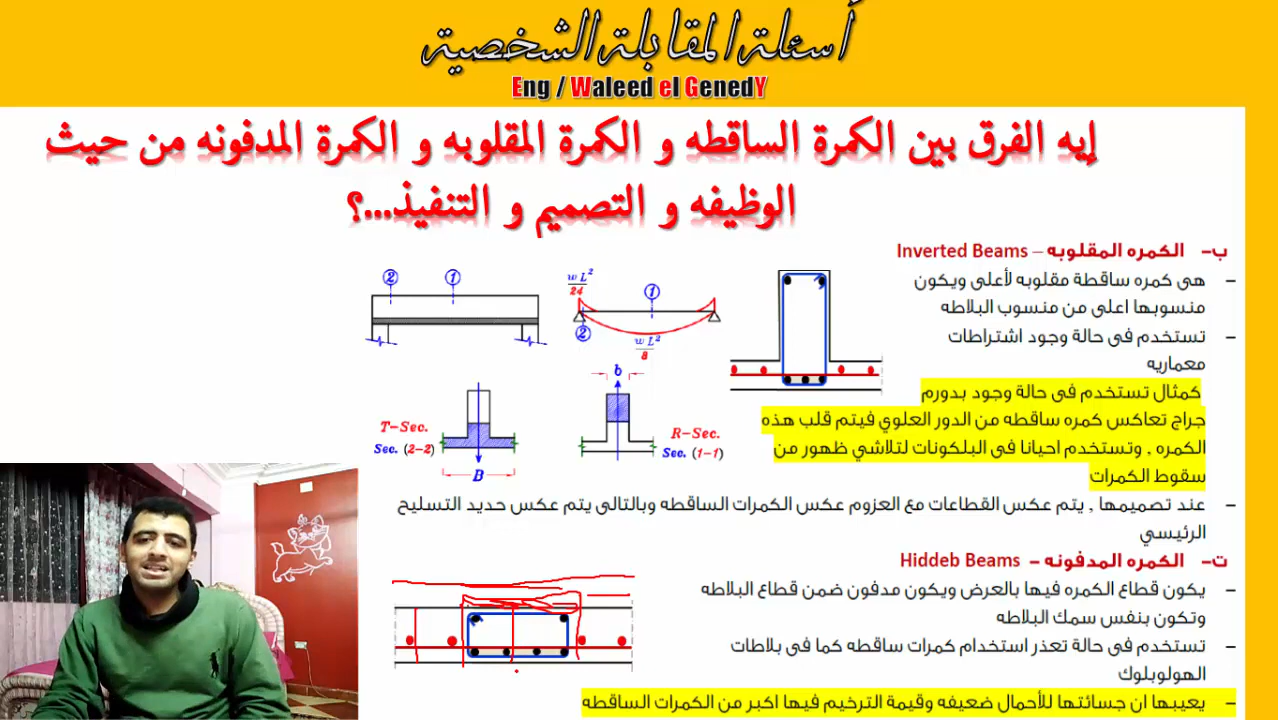 أسئلة المقابلة الشخصية
Eng / Waleed el GenedY
إيه الفرق بين الكمرة الساقطه و الكمرة المقلوبه و الكمرة المدفونه من حيث
الوظيفه و التصميم و التنفيذ...؟
ب- الكمره المقلوبه – Inverted Beams
- هى كمره ساقطة مقلوبه لأعلى ويكون
منسوبها اعلى من منسوب البلاطه
- تستخدم فى حالة وجود اشتراطات
معماريه
كمثال تستخدم فى حالة وجود بدورم
جراج تعاكس كمره ساقطه من الدور العلوي فيتم قلب هذه
الكمره , وتستخدم احيانا فى البلكونات لتلاشي ظهور من
سقوط الكمرات
- عند تصميمها , يتم عكس القطاعات مع العزوم عكس الكمرات الساقطه وبالتالى يتم عكس حديد التسليح
الرئيسي
ت- الكمره المدفونه – Hiddeb Beams
- يكون قطاع الكمره فيها بالعرض ويكون مدفون ضمن قطاع البلاطه
وتكون بنفس سمك البلاطه
- تستخدم فى حالة تعذر استخدام كمرات ساقطه كما فى بلاطات
الهولوبلوك
- يعيبها ان جسائتها للأحمال ضعيفه وقيمة الترخيم فيها اكبر من الكمرات الساقطه
2 1
w L²
24
1
2
w L²
8
b
T-Sec.
Sec. (2-2)
B
R-Sec.
Sec. (1-1)